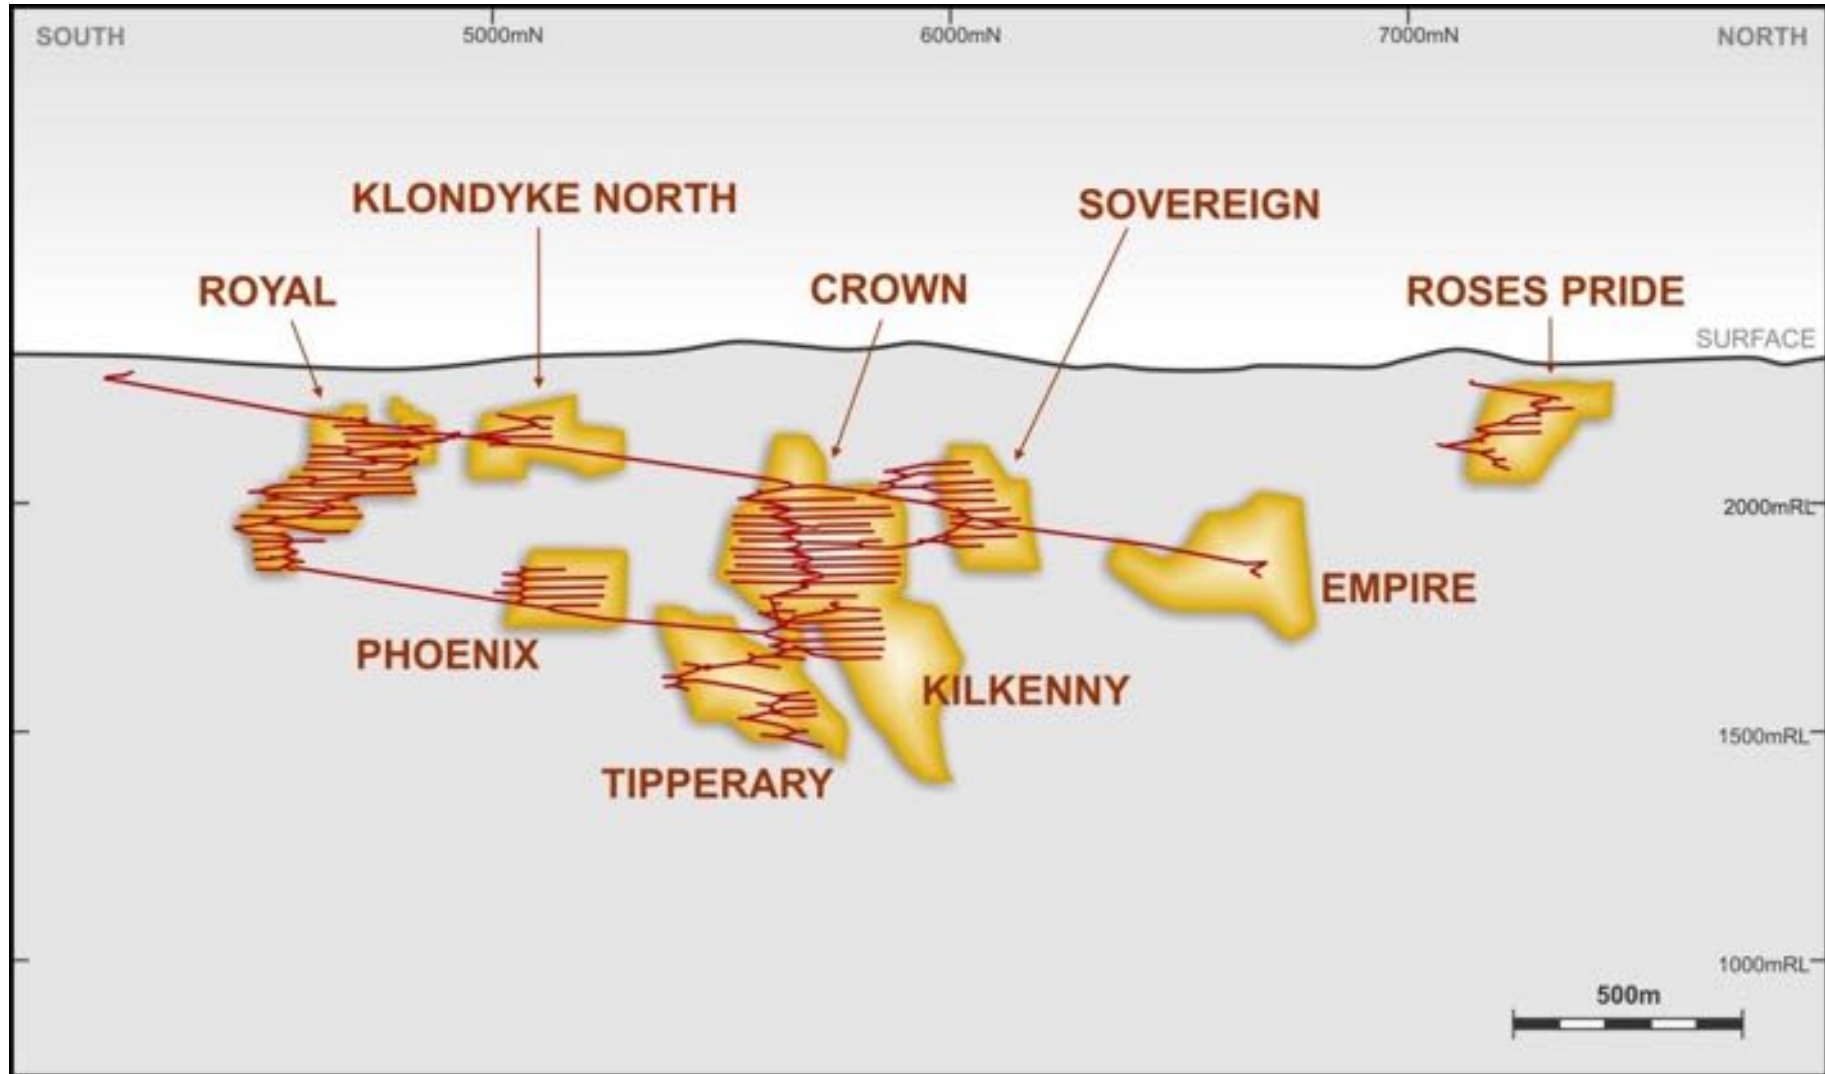 SOUTH
5000mN
6000mN
7000mN
NORTH
KLONDYKE NORTH
SOVEREIGN
ROYAL
CROWN
ROSES PRIDE
SURFACE
2000mRL
EMPIRE
PHOENIX
KILKENNY
1500mRL
TIPPERARY
1000mRL
500m